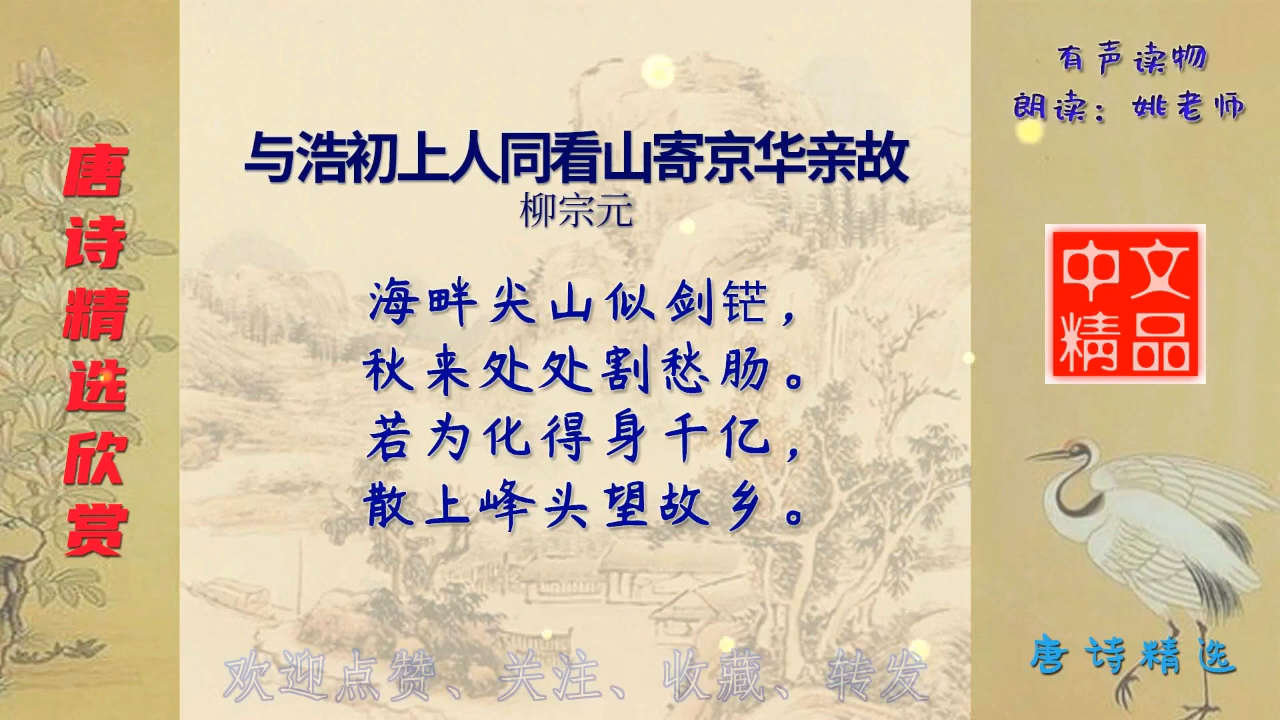 唐诗精选欣赏
与浩初上人同看山寄京华亲故
柳宗元
海畔尖山似剑铓，
秋来处处割愁肠。
若为化得身千亿，
散上峰头望故乡。
欢迎点赞、关注、收藏、转发
有声读物
朗读：姚老师
中文
精品
唐诗精选